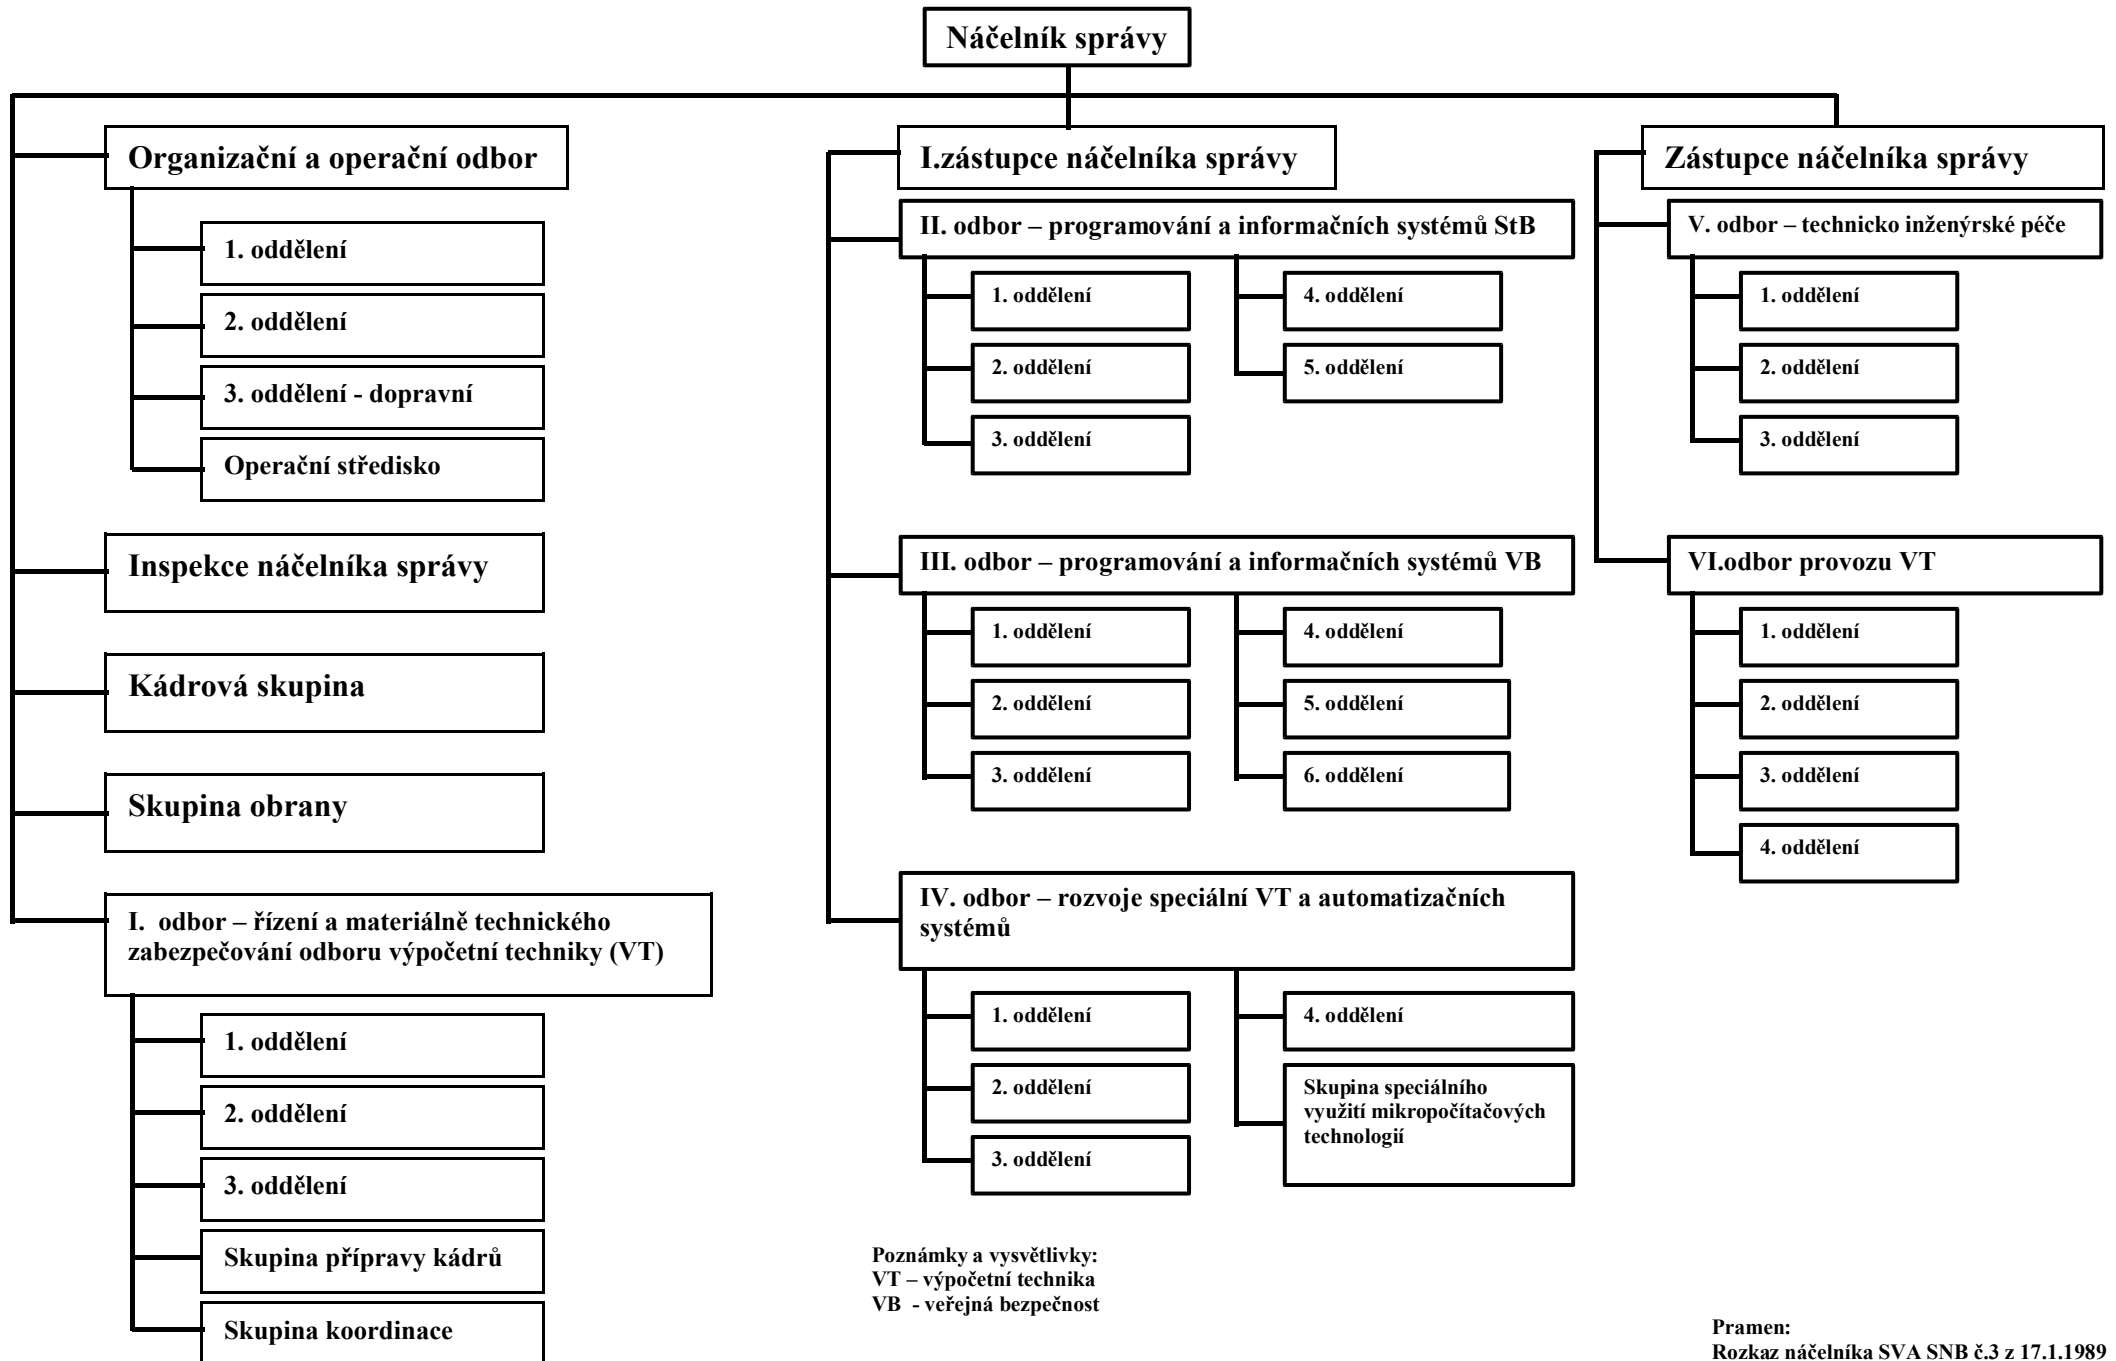 Náčelník správy
Organizační a operační odbor
1. oddělení
2. oddělení
3. oddělení - dopravní
Operační středisko
Inspekce náčelníka správy
Kádrová skupina
Skupina obrany
I. odbor – řízení a materiálně technického
zabezpečování odboru výpočetní techniky (VT)
1. oddělení
2. oddělení
3. oddělení
Skupina přípravy kádrů
Skupina koordinace
I.zástupce náčelníka správy
II. odbor – programování a informačních systémů StB
1. oddělení
2. oddělení
3. oddělení
4. oddělení
5. oddělení
III. odbor – programování a informačních systémů VB
1. oddělení
2. oddělení
3. oddělení
4. oddělení
5. oddělení
6. oddělení
IV. odbor – rozvoje speciální VT a automatizačních
systémů
1. oddělení
2. oddělení
3. oddělení
4. oddělení
Skupina speciálního
využití mikropočítačových
technologií
Zástupce náčelníka správy
V. odbor – technicko inženýrské péče
1. oddělení
2. oddělení
3. oddělení
VI.odbor provozu VT
1. oddělení
2. oddělení
3. oddělení
4. oddělení
Poznámky a vysvětlivky:
VT – výpočetní technika
VB - veřejná bezpečnost
Pramen:
Rozkaz náčelníka SVA SNB č.3 z 17.1.1989